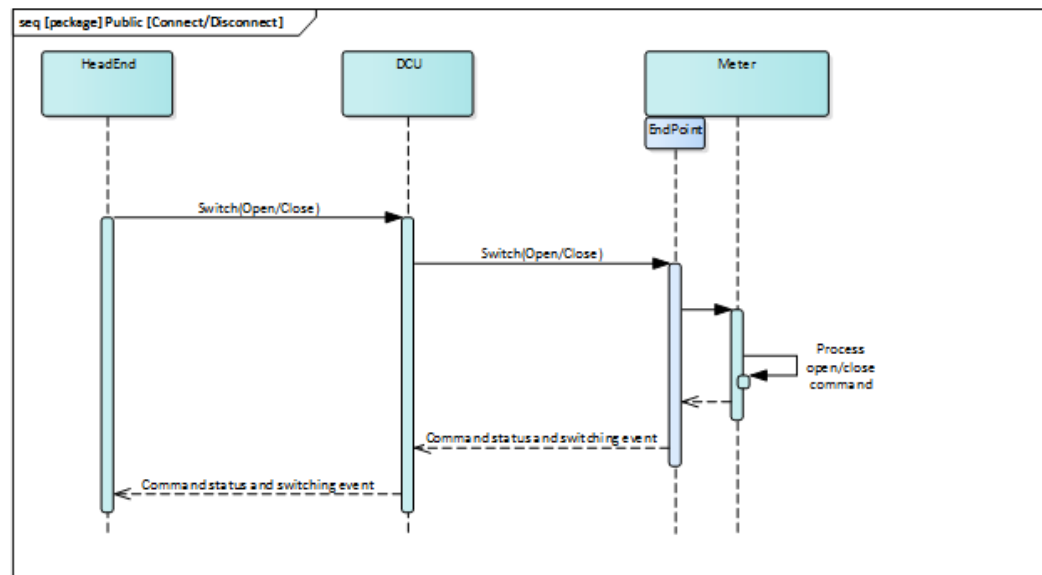 seq [package] Public [Connect/Disconnect]
HeadEnd
DCU
Meter
EndPoint
Switch(Open/Close)
Switch(Open/Close)
Process
open/close
command
Command status and switching event
Command status and switching event